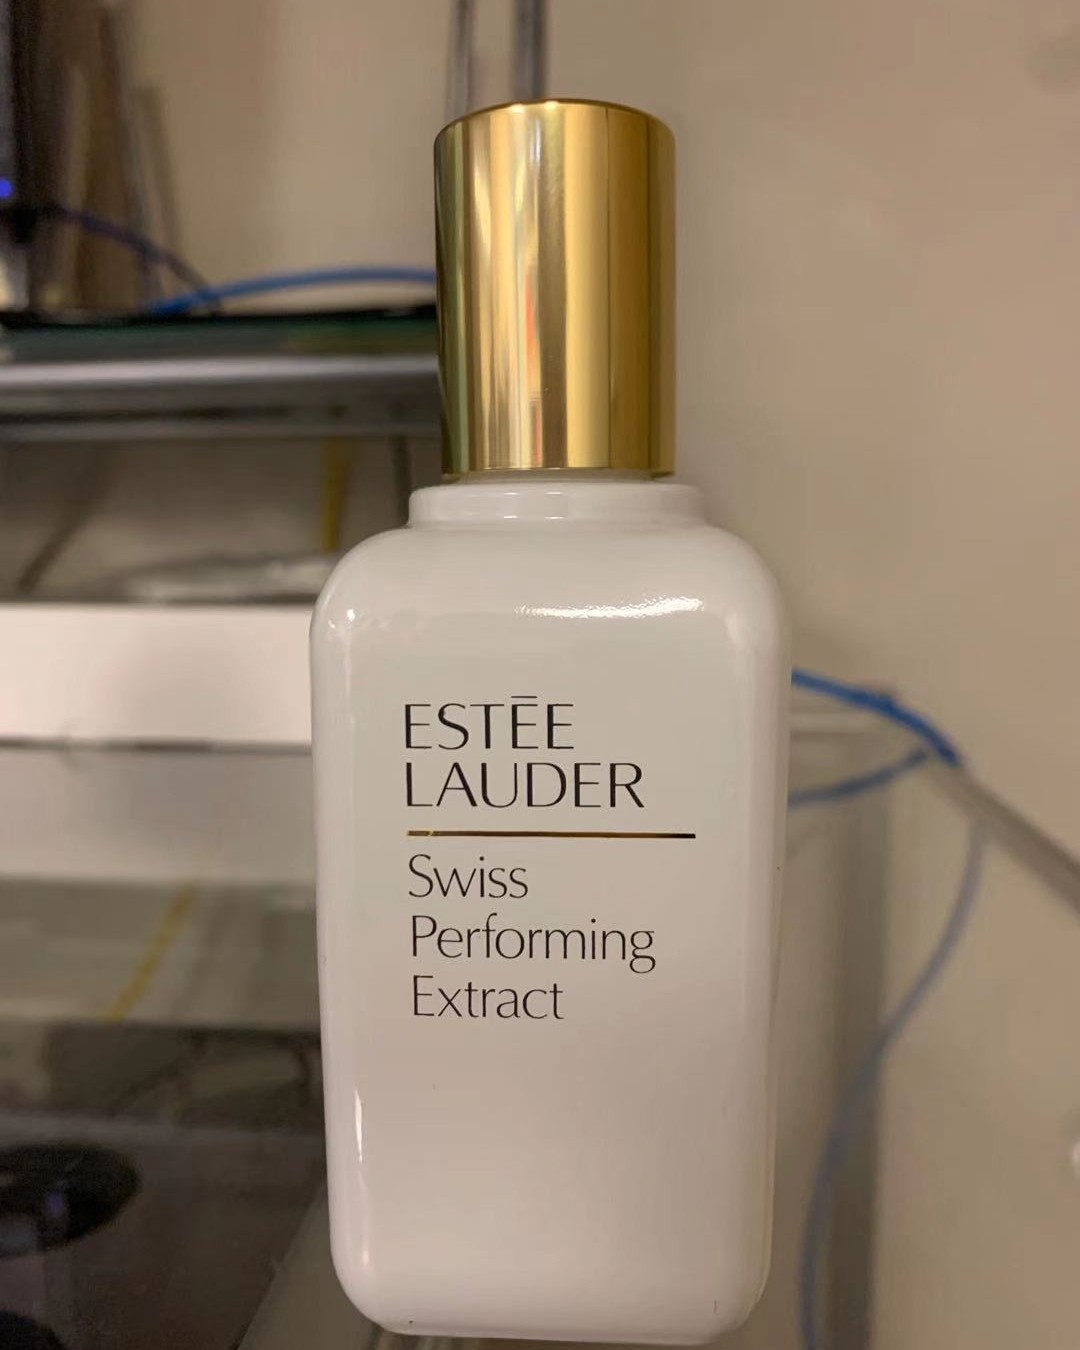 ESTĒE
LAUDER
Swiss
Performing
Extract